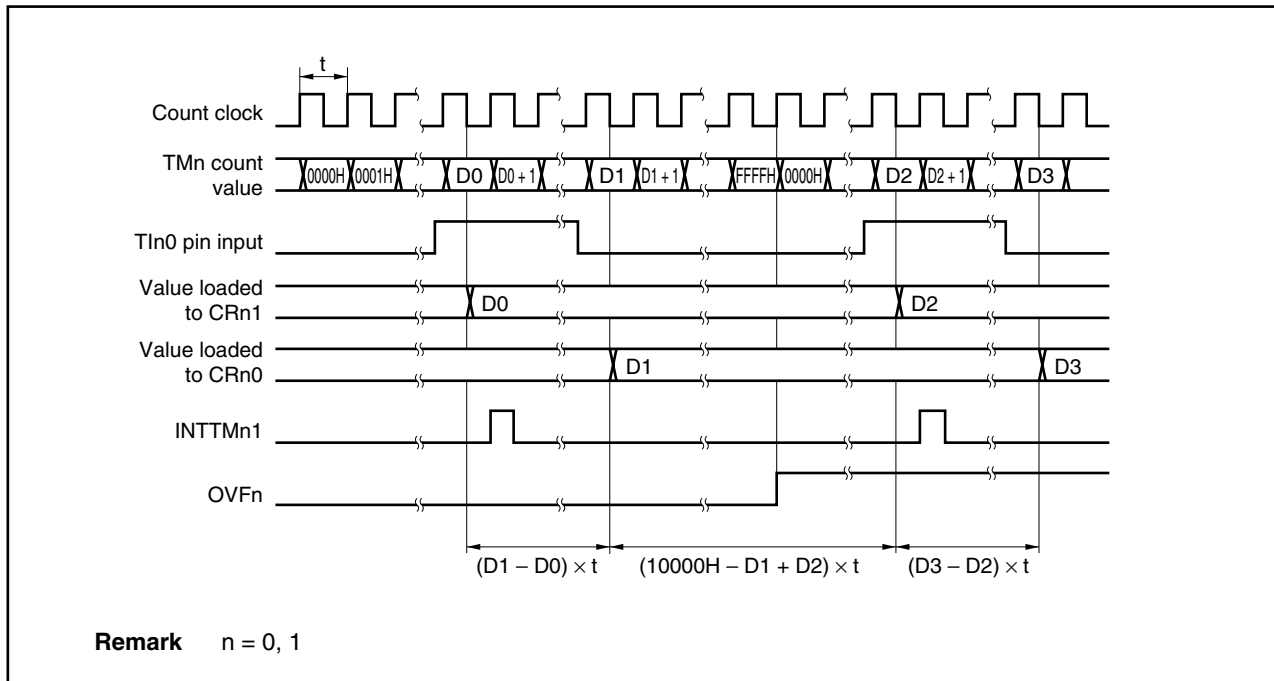 t
Count clock
TMn count
value
0000H 0001H D0 D0 + 1 D1 D1 + 1 FFFFH 0000H D2 D2 + 1 D3
TIn0 pin input
Value loaded
to CRn1
D0 D2
Value loaded
to CRn0
D1 D3
INTTMn1
OVFn
(D1 – D0) × t (10000H – D1 + D2) × t (D3 – D2) × t
Remark n = 0, 1